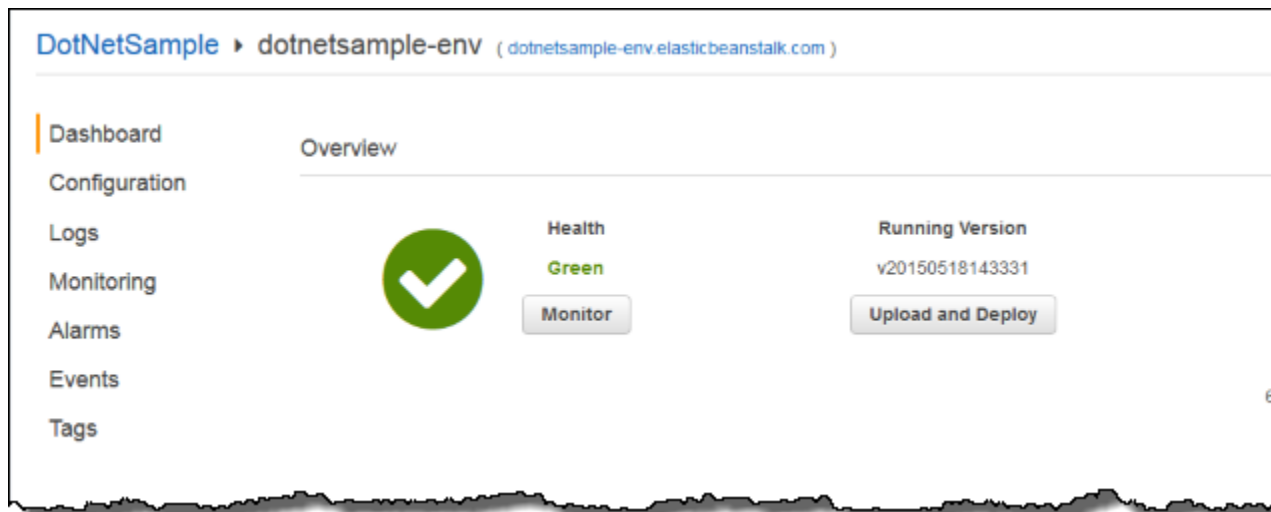 DotNetSample ▸ dotnetsample-env ( dotnetsample-env.elasticbeanstalk.com )
Dashboard
Configuration
Logs
Monitoring
Alarms
Events
Tags
Overview
Health
Green
Monitor
Running Version
v20150518143331
Upload and Deploy